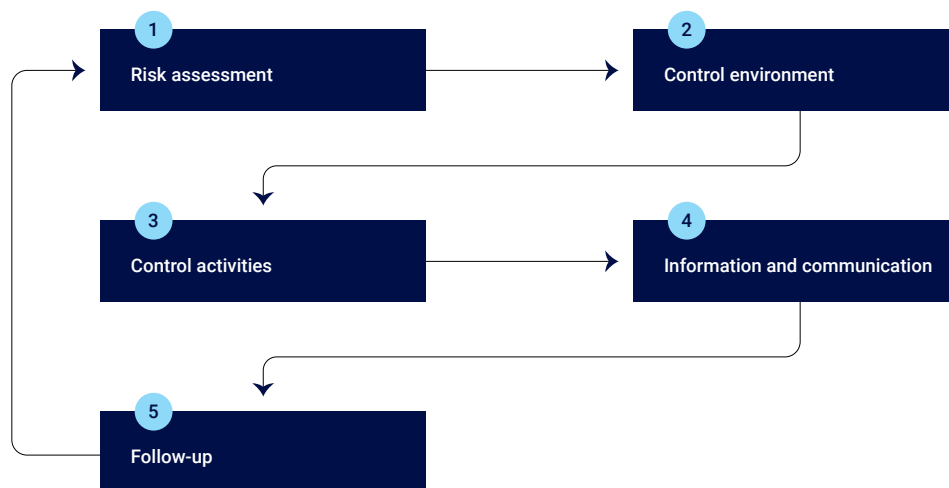 1
Risk assessment
2
Control environment
3
Control activities
4
Information and communication
5
Follow-up